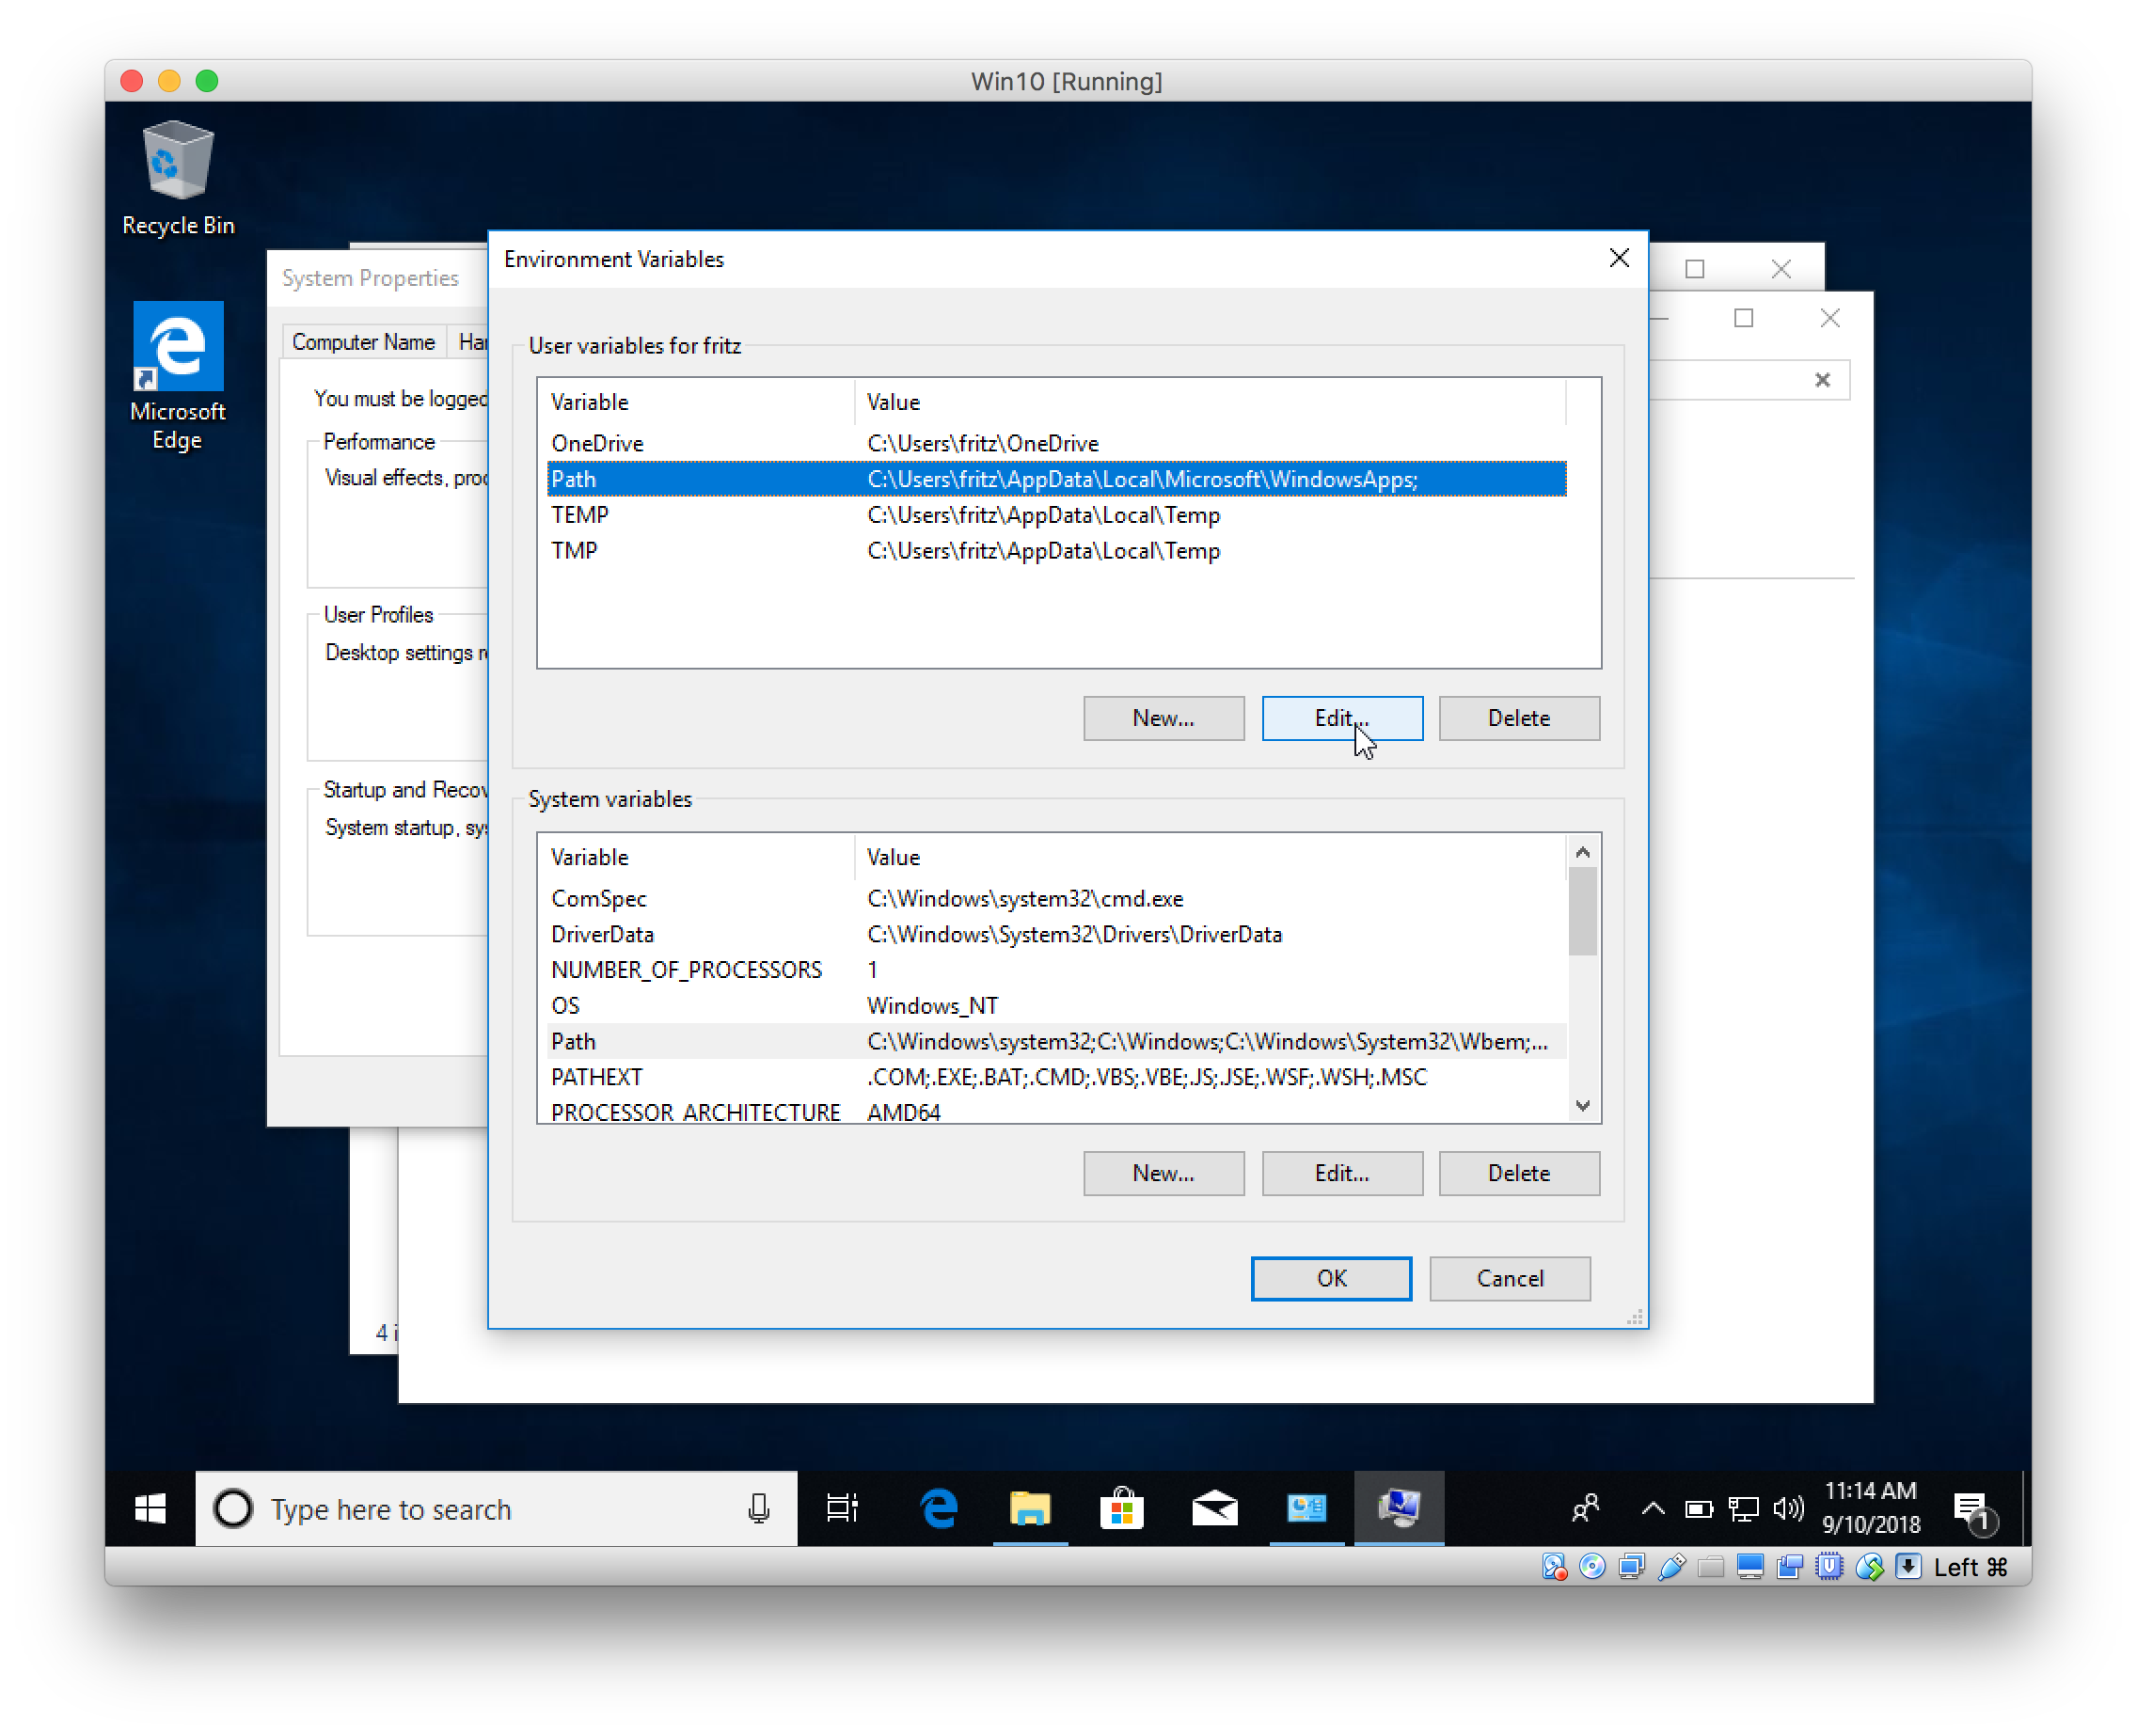 Win10 [Running]
Recycle Bin
Microsoft
Edge
System Properties
Computer Name
You must be logged
Performance
Visual effects,
User Profiles
Desktop settings
Startup and
System startup,
4
Environment Variables
User variables for fritz
Variable Value
OneDrive C:\Users\fritz\OneDrive
Path C:\Users\fritz\AppData\Local\Microsoft\WindowsApps;
TEMP C:\Users\fritz\AppData\Local\Temp
TMP C:\Users\fritz\AppData\Local\Temp
New... Edit... Delete
System variables
Variable Value
ComSpec C:\Windows\system32\cmd.exe
DriverData C:\Windows\System32\Drivers\DriverData
NUMBER_OF_PROCESSORS 1
OS Windows_NT
Path C:\Windows\system32;C:\Windows;C:\Windows\System32\Wbem;...
PATHEXT .COM;.EXE;.BAT;.CMD;.VBS;.VBE;.JS;.JSE;.WSF;.WSH;.MSC
PROCESSOR_ARCHITECTURE AMD64
New... Edit... Delete
OK Cancel
Type here to search
11:14 AM
9/10/2018
1
Left ⌘